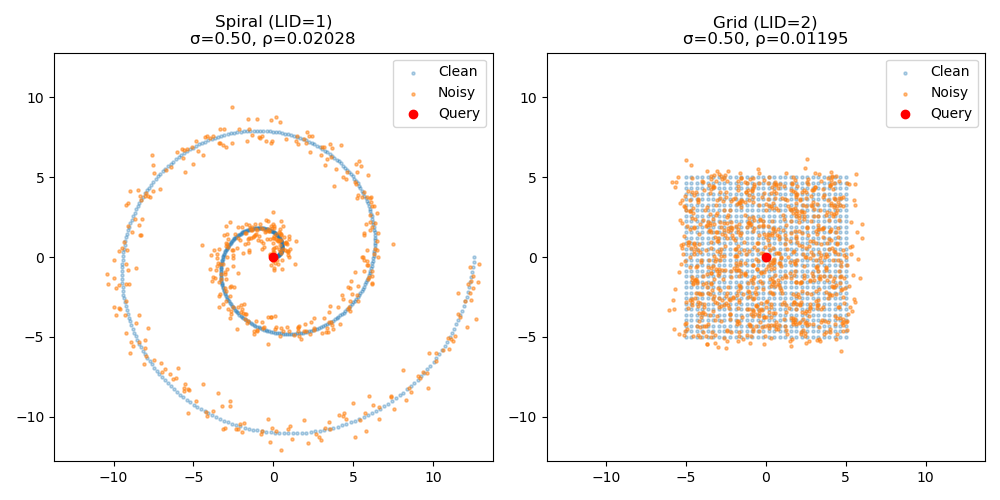 Spiral (LID=1)
σ=0.50, ρ=0.02028
Clean
Noisy
Query
10
5
0
−5
−10
−10
−5
0
5
10
Grid (LID=2)
σ=0.50, ρ=0.01195
Clean
Noisy
Query
10
5
0
−5
−10
−10
−5
0
5
10